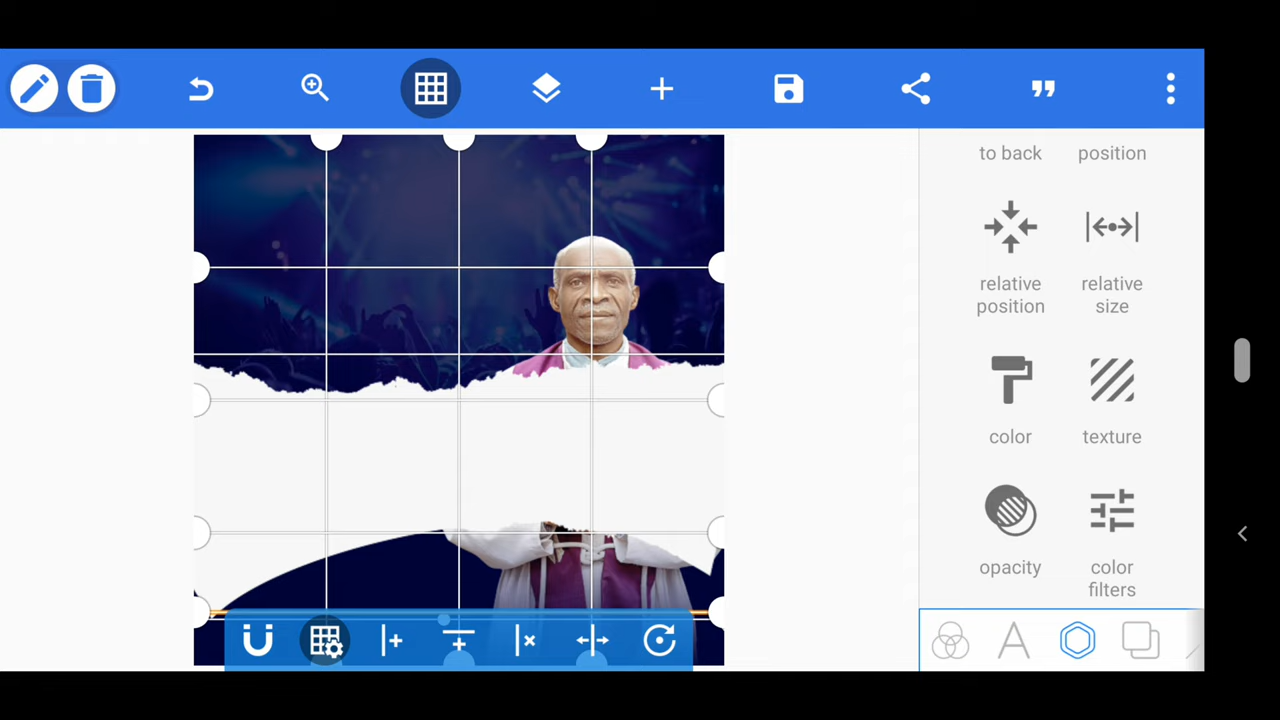 to back
position
relative position
relative size
color
texture
opacity
color filters